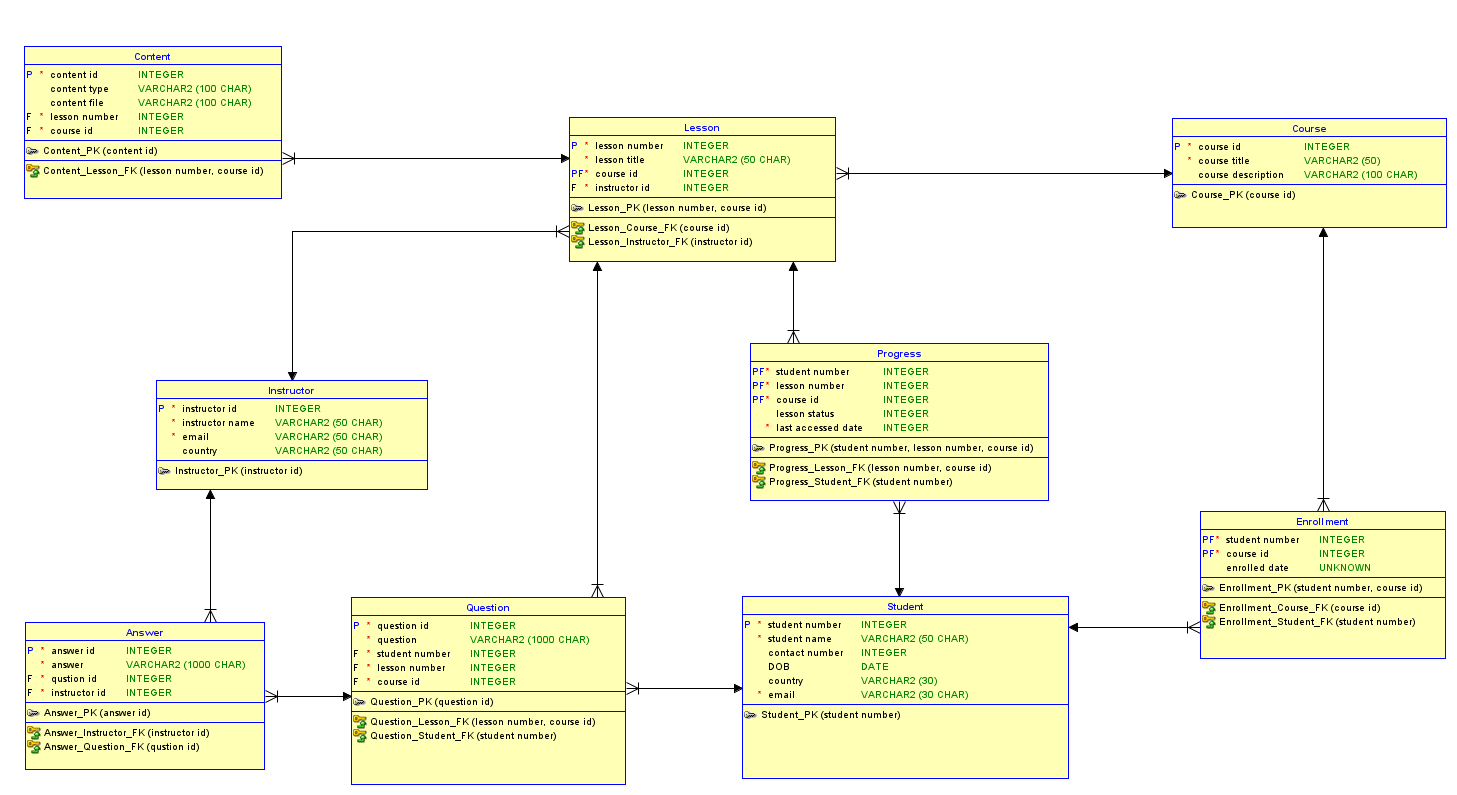 Content
P * content id INTEGER
content type VARCHAR2 (100 CHAR)
content file VARCHAR2 (100 CHAR)
F * lesson number INTEGER
F * course id INTEGER
Content_PK (content id)
Content_Lesson_FK (lesson number, course id)
Lesson
P * lesson number INTEGER
* lesson title VARCHAR2 (50 CHAR)
PF* course id INTEGER
F * instructor id INTEGER
Lesson_PK (lesson number, course id)
Lesson_Course_FK (course id)
Lesson_Instructor_FK (instructor id)
Course
P * course id INTEGER
* course title VARCHAR2 (50)
course description VARCHAR2 (100 CHAR)
Course_PK (course id)
Instructor
P * instructor id INTEGER
* instructor name VARCHAR2 (50 CHAR)
* email VARCHAR2 (50 CHAR)
country VARCHAR2 (50 CHAR)
Instructor_PK (instructor id)
Progress
PF* student number INTEGER
PF* lesson number INTEGER
PF* course id INTEGER
lesson status INTEGER
* last accessed date INTEGER
Progress_PK (student number, lesson number, course id)
Progress_Lesson_FK (lesson number, course id)
Progress_Student_FK (student number)
Enrollment
PF* student number INTEGER
PF* course id INTEGER
enrolled date UNKNOWN
Enrollment_PK (student number, course id)
Enrollment_Course_FK (course id)
Enrollment_Student_FK (student number)
Answer
P * answer id INTEGER
* answer VARCHAR2 (1000 CHAR)
F * qustion id INTEGER
F * instructor id INTEGER
Answer_PK (answer id)
Answer_Instructor_FK (instructor id)
Answer_Question_FK (qustion id)
Question
P * question id INTEGER
* question VARCHAR2 (1000 CHAR)
F * student number INTEGER
F * lesson number INTEGER
F * course id INTEGER
Question_PK (question id)
Question_Lesson_FK (lesson number, course id)
Question_Student_FK (student number)
Student
P * student number INTEGER
* student name VARCHAR2 (50 CHAR)
contact number INTEGER
DOB DATE
country VARCHAR2 (30)
* email VARCHAR2 (30 CHAR)
Student_PK (student number)